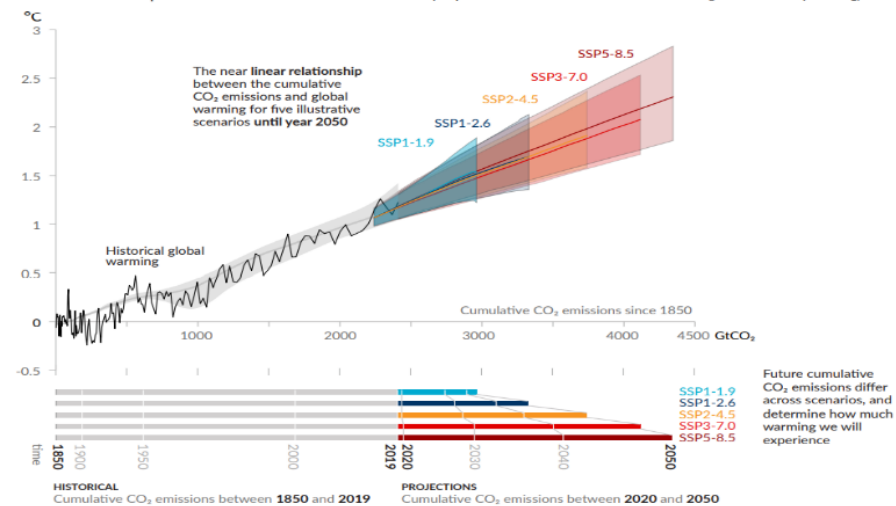 °C
3
2.5
2
1.5
1
0.5
0
-0.5
SSP5-8.5
SSP3-7.0
SSP2-4.5
SSP1-2.6
SSP1-1.9
The near linear relationship
between the cumulative
CO₂ emissions and global
warming for five illustrative
scenarios until year 2050
Historical global
warming
Cumulative CO₂ emissions since 1850
1000
2000
3000
4000
4500 GtCO₂
SSP1-1.9
SSP1-2.6
SSP2-4.5
SSP3-7.0
SSP5-8.5
Future cumulative
CO₂ emissions differ
across scenarios, and
determine how much
warming we will
experience
time
1850
1900
1950
2000
2019
2020
2030
2040
2050
HISTORICAL
Cumulative CO₂ emissions between 1850 and 2019
PROJECTIONS
Cumulative CO₂ emissions between 2020 and 2050